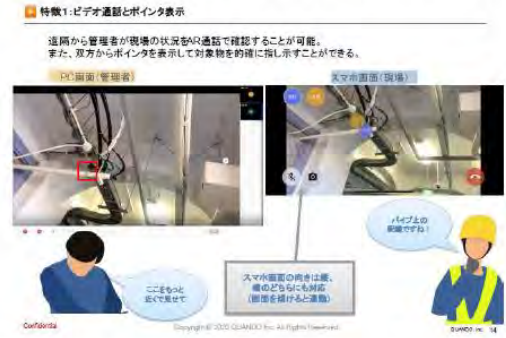 特徴1:ビデオ通話とポインタ表示
遠隔から管理者が現場の状況をAR通話で確認することが可能。
また、双方からポインタを表示して対象物を的確に指し示すことができる。
PC画面(管理者)
スマホ画面(現場)
パイプ上の
配線ですね!
ここをもっと
近くで見せて
スマホ画面の向きは縦、
横のどちらにも対応
(画面を傾けると連動)
Confidential
Copyright © 2020 QUANDO Inc. All Rights Reserved.
QUANDO Inc. 14